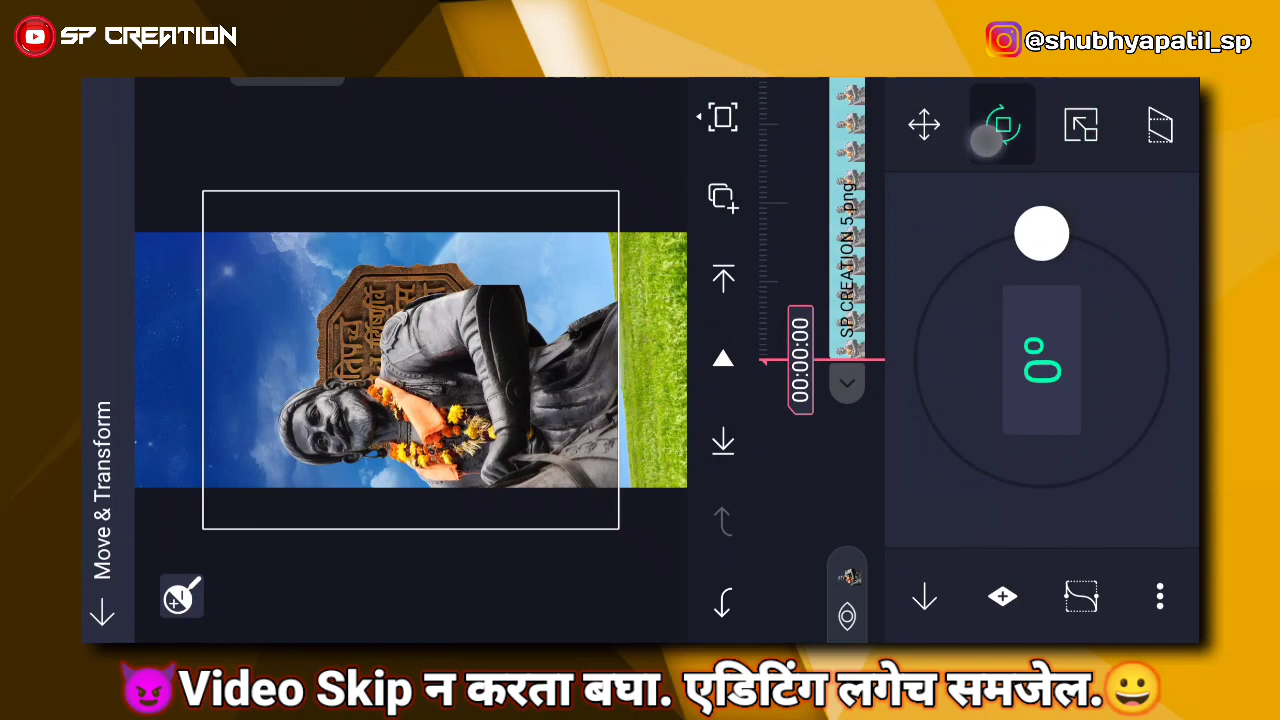 SP CREATION
@shubhyapatil_sp
Move & Transform
SP CREATION 5.png
00:00:00
0°
😈Video Skip न करता बघा. एडिटिंग लगेच समजेल.😀